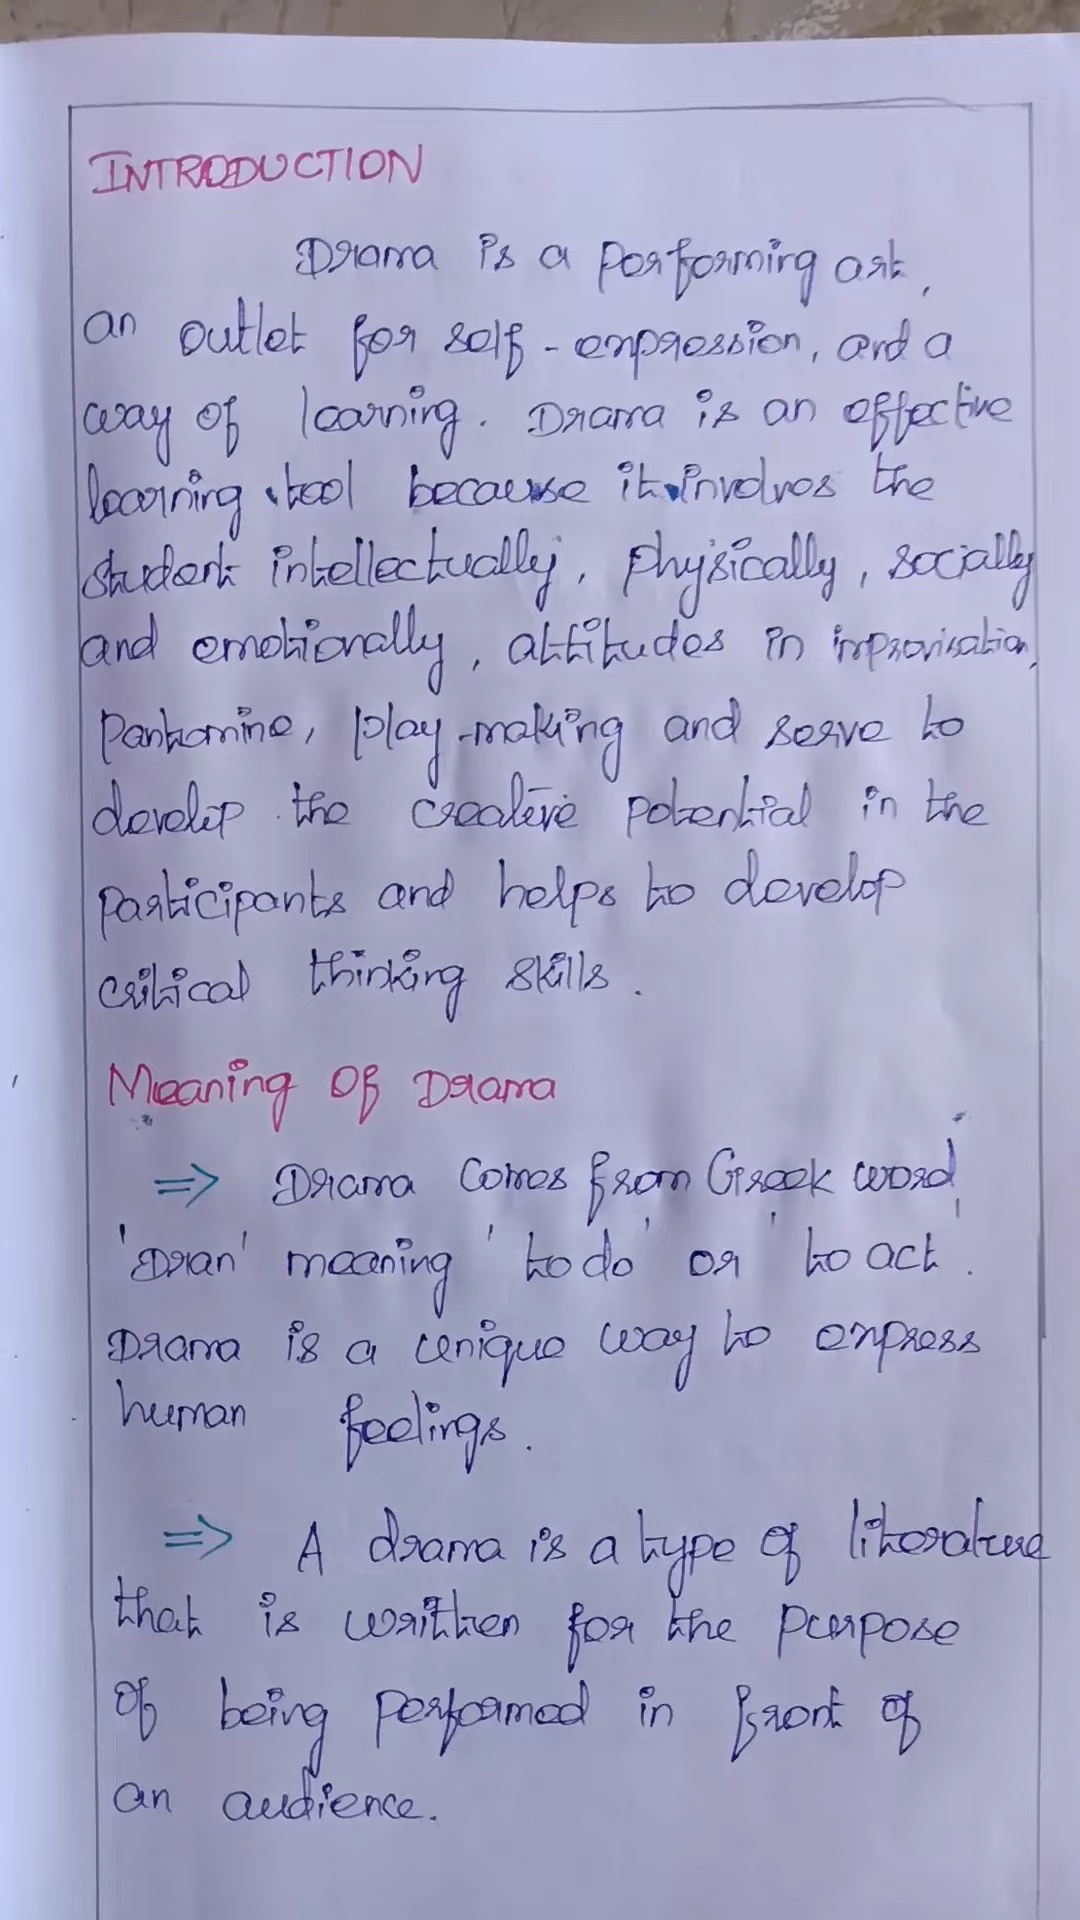 INTRODUCTION
Drama is a performing art,
an outlet for self-expression, and a
way of learning. Drama is an effective
learning tool because it involves the
student intellectually, physically, socially
and emotionally, attitudes in improvisation,
Pantomine, play-making and serve to
develop the creative potential in the
participants and helps to develop
critical thinking skills.
Meaning Of Drama
⇒ Drama Comes from Greek word
'Dran' meaning 'to do' or 'to act'.
Drama is a unique way to express
human feelings.
⇒ A drama is a type of literature
that is written for the purpose
of being performed in front of
an audience.